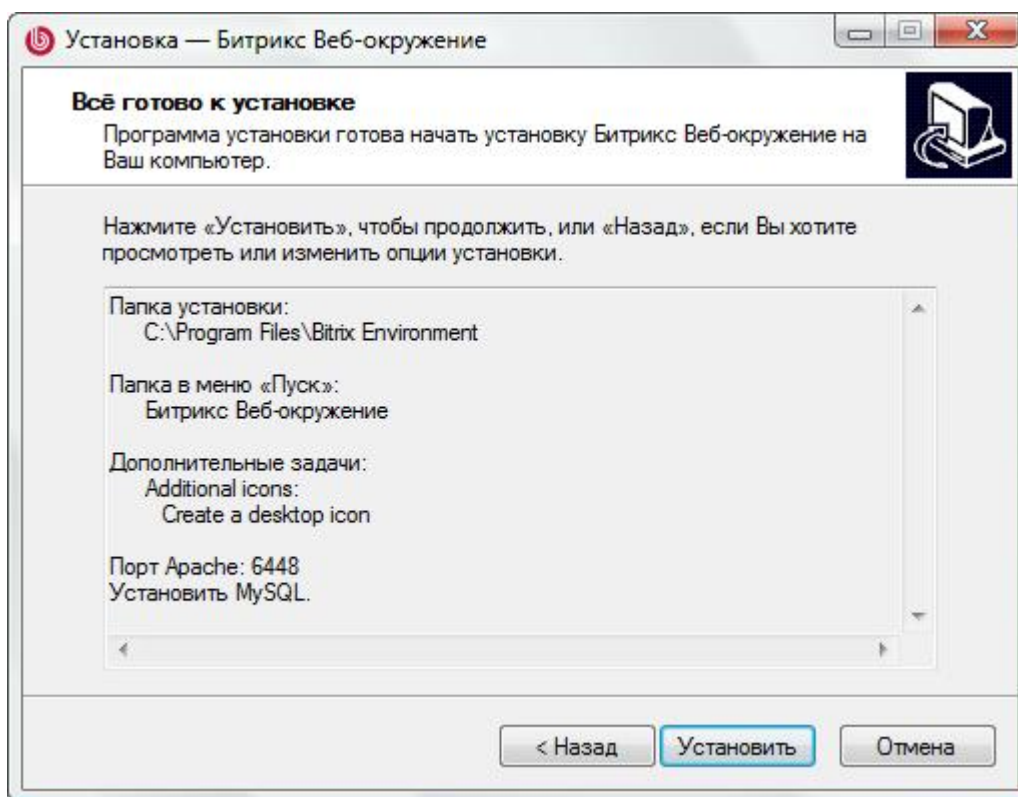 Установка — Битрикс Веб-окружение
Всё готово к установке
Программа установки готова начать установку Битрикс Веб-окружение на
Ваш компьютер.
Нажмите «Установить», чтобы продолжить, или «Назад», если Вы хотите
просмотреть или изменить опции установки.
Папка установки:
C:\Program Files\Bitrix Environment
Папка в меню «Пуск»:
Битрикс Веб-окружение
Дополнительные задачи:
Additional icons:
Create a desktop icon
Порт Apache: 6448
Установить MySQL.
< Назад
Установить
Отмена